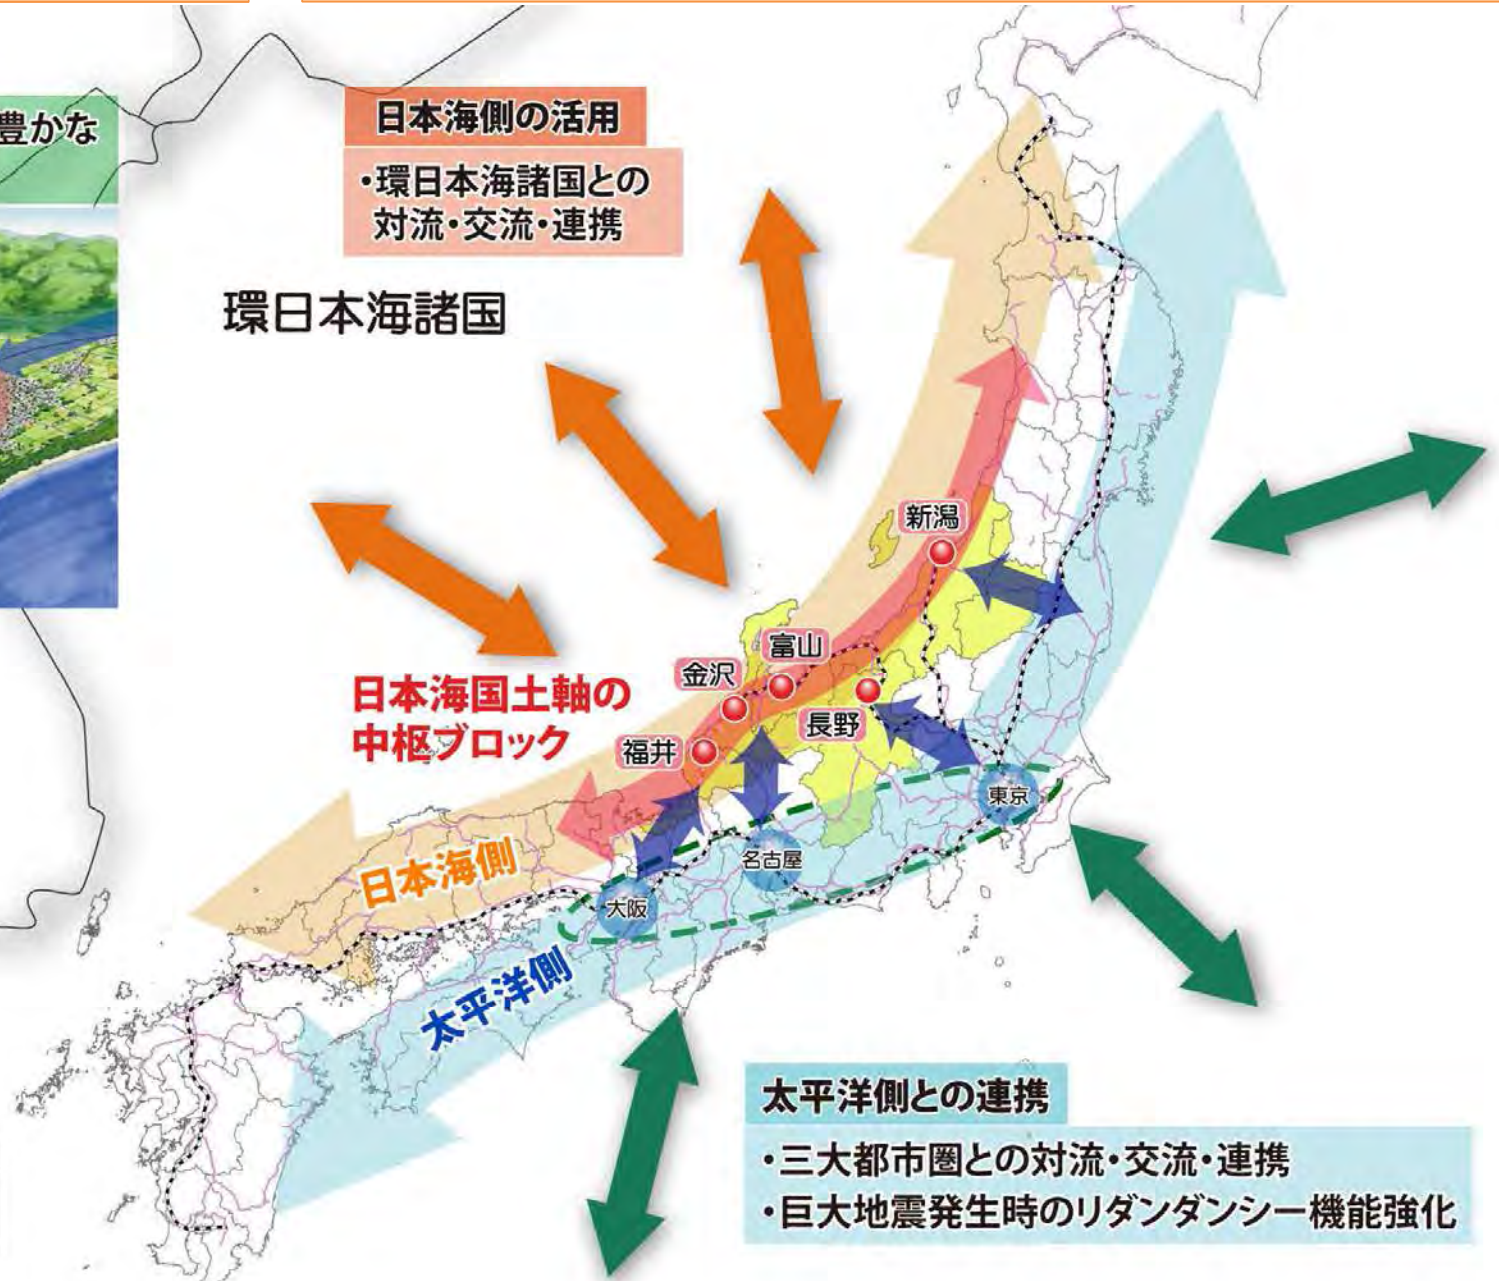 豊かな
日本海側の活用
・環日本海諸国との
対流・交流・連携
環日本海諸国
新潟
富山
金沢
日本海国土軸の
中枢ブロック
長野
福井
東京
日本海側
名古屋
大阪
太平洋側
太平洋側との連携
・三大都市圏との対流・交流・連携
・巨大地震発生時のリダンダンシー機能強化